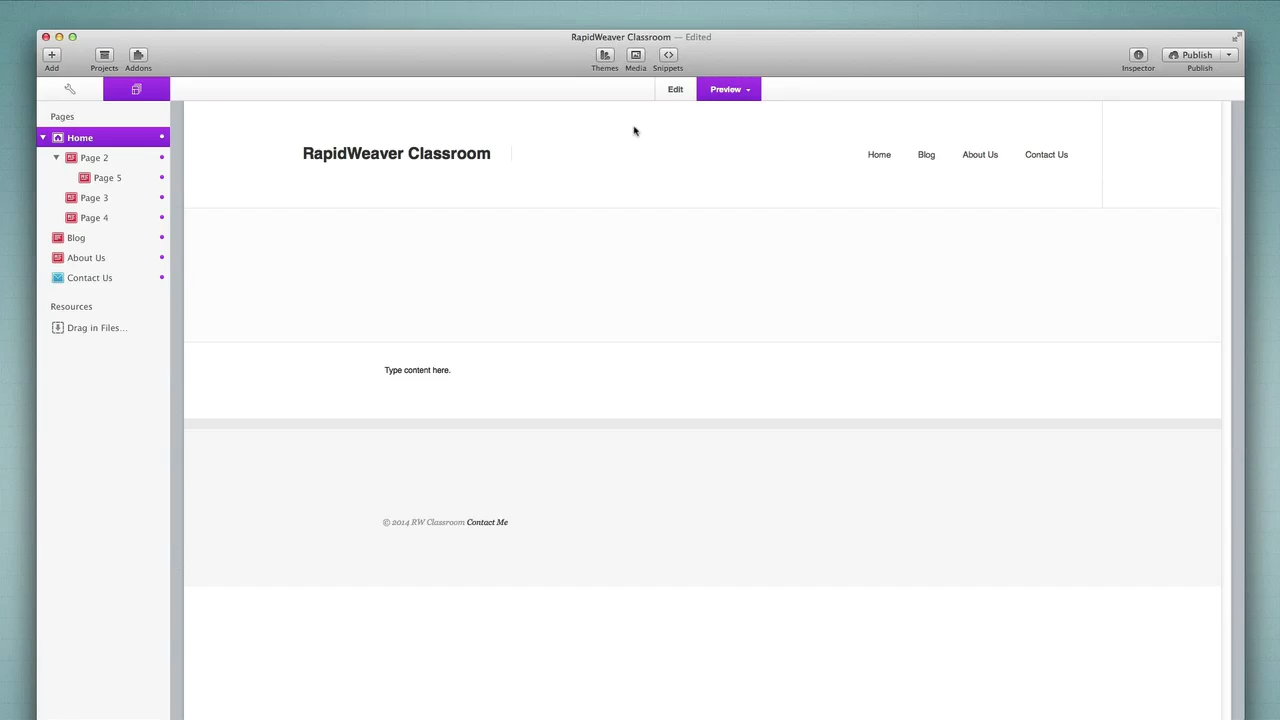 RapidWeaver Classroom — Edited
Add Projects Addons Themes Media Snippets Inspector Publish Publish
Edit Preview
Pages
Home
Page 2
Page 5
Page 3
Page 4
Blog
About Us
Contact Us
Resources
Drag in Files...
RapidWeaver Classroom
Home Blog About Us Contact Us
Type content here.
© 2014 RW Classroom Contact Me